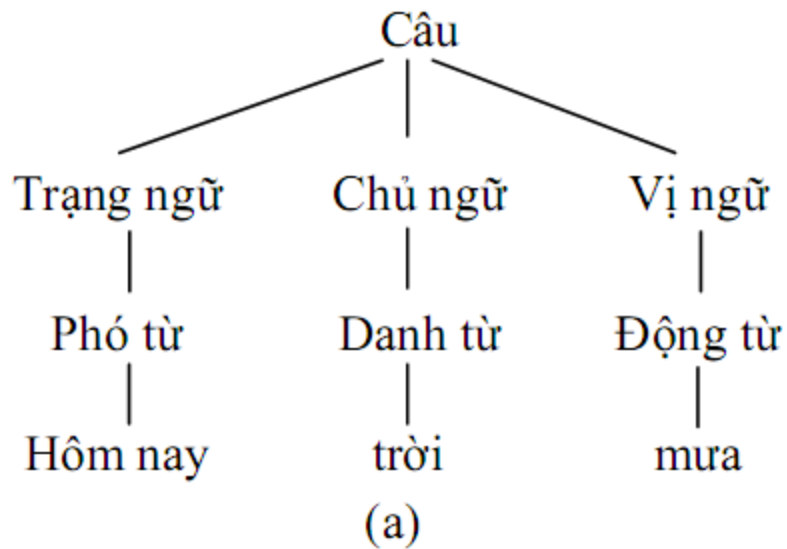 Câu
Trạng ngữ Chủ ngữ Vị ngữ
Phó từ Danh từ Động từ
Hôm nay trời mưa
(a)